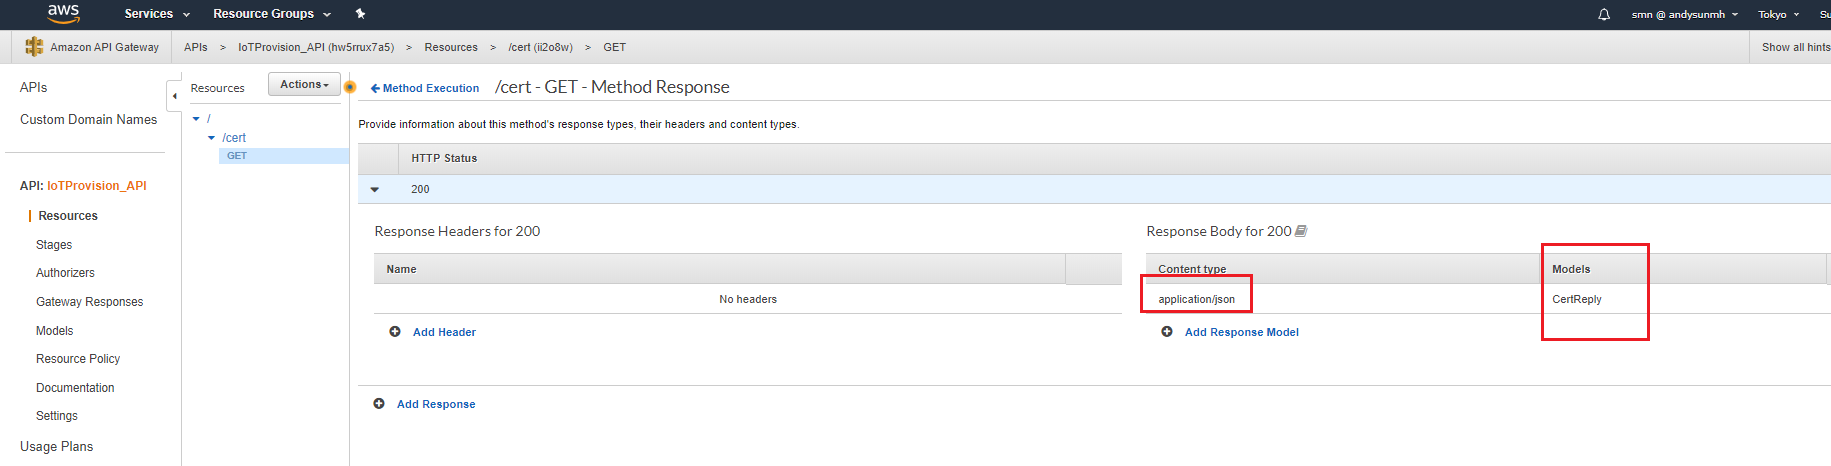 aws Services Resource Groups smn @ andysunmh Tokyo Su
Amazon API Gateway APIs > IoTProvision_API (hw5rrux7a5) > Resources > /cert (ii2o8w) > GET Show all hints
APIs
Custom Domain Names
API: IoTProvision_API
Resources
Stages
Authorizers
Gateway Responses
Models
Resource Policy
Documentation
Settings
Usage Plans
Resources Actions
/
/cert
GET
Method Execution /cert - GET - Method Response
Provide information about this method's response types, their headers and content types.
HTTP Status
200
Response Headers for 200
Name
No headers
Add Header
Response Body for 200
Content type Models
application/json CertReply
Add Response Model
Add Response